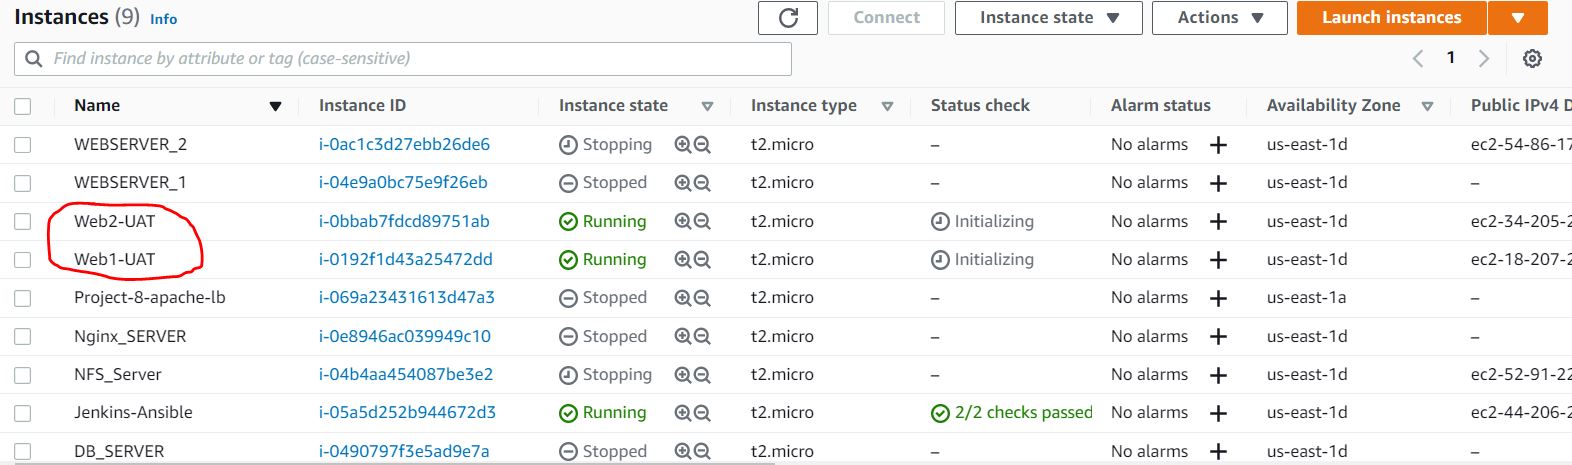 Instances (9) Info Connect Instance state Actions Launch instances
Find instance by attribute or tag (case-sensitive) 1
Name Instance ID Instance state Instance type Status check Alarm status Availability Zone Public IPv4 D
WEBSERVER_2 i-0ac1c3d27ebb26de6 Stopping t2.micro – No alarms + us-east-1d ec2-54-86-17
WEBSERVER_1 i-04e9a0bc75e9f26eb Stopped t2.micro – No alarms + us-east-1d –
Web2-UAT i-0bbab7fdcd89751ab Running t2.micro Initializing No alarms + us-east-1d ec2-34-205-2
Web1-UAT i-0192f1d43a25472dd Running t2.micro Initializing No alarms + us-east-1d ec2-18-207-2
Project-8-apache-lb i-069a23431613d47a3 Stopped t2.micro – No alarms + us-east-1a –
Nginx_SERVER i-0e8946ac039949c10 Stopped t2.micro – No alarms + us-east-1d –
NFS_Server i-04b4aa454087be3e2 Stopping t2.micro – No alarms + us-east-1d ec2-52-91-22
Jenkins-Ansible i-05a5d252b944672d3 Running t2.micro 2/2 checks passed No alarms + us-east-1d ec2-44-206-2
DB_SERVER i-0490797f3e5ad9e7a Stopped t2.micro – No alarms + us-east-1d –